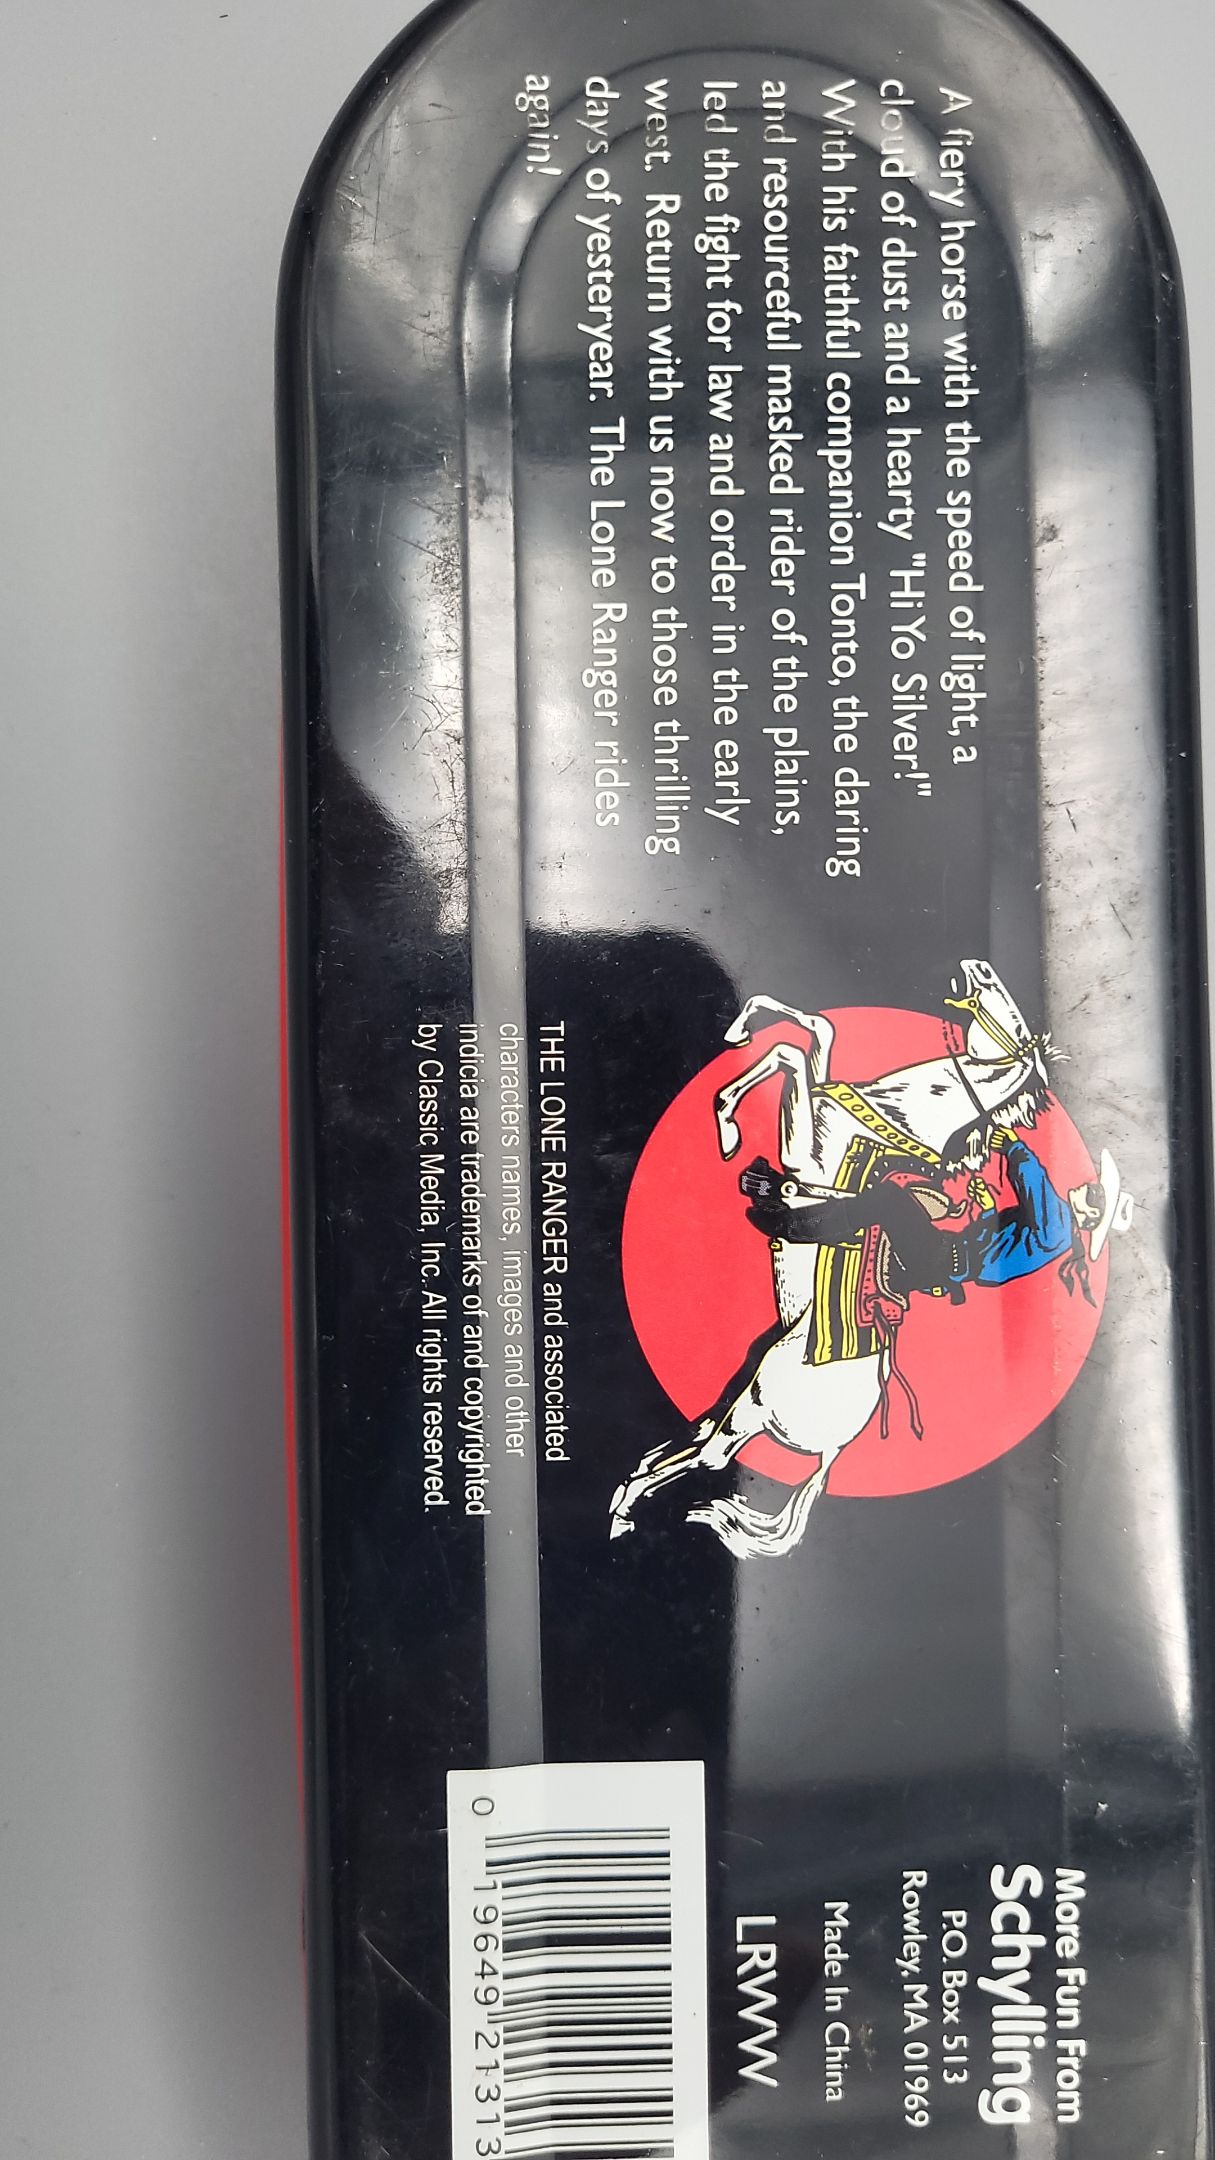 A fiery horse with the speed of light, a
cloud of dust and a hearty "Hi Yo Silver!"
With his faithful companion Tonto, the daring
and resourceful masked rider of the plains,
led the fight for law and order in the early
west. Return with us now to those thrilling
days of yesteryear. The Lone Ranger rides
again!
THE LONE RANGER and associated
characters names, images and other
indicia are trademarks of and copyrighted
by Classic Media, Inc. All rights reserved.
More Fun From
Schylling
P.O. Box 513
Rowley, MA 01969
Made In China
LRWW
0 19649 21313